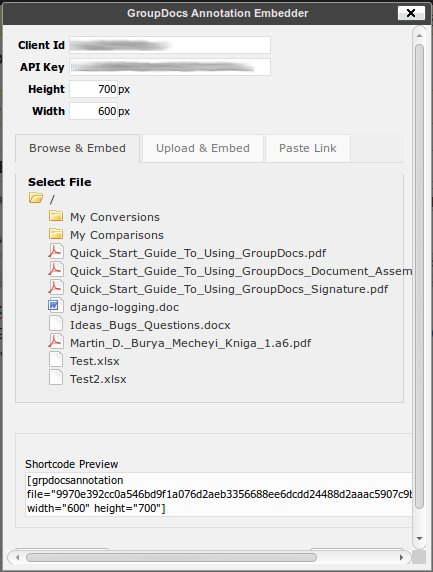 GroupDocs Annotation Embedder
Client Id
API Key
Height 700 px
Width 600 px
Browse & Embed Upload & Embed Paste Link
Select File
/
My Conversions
My Comparisons
Quick_Start_Guide_To_Using_GroupDocs.pdf
Quick_Start_Guide_To_Using_GroupDocs_Document_Assem
Quick_Start_Guide_To_Using_GroupDocs_Signature.pdf
django-logging.doc
Ideas_Bugs_Questions.docx
Martin_D._Burya_Mecheyi_Kniga_1.a6.pdf
Test.xlsx
Test2.xlsx
Shortcode Preview
[grpdocsannotation
file="9970e392cc0a546bd9f1a076d2aeb3356688ee6dcdd24488d2aaac5907c9b
width="600" height="700"]